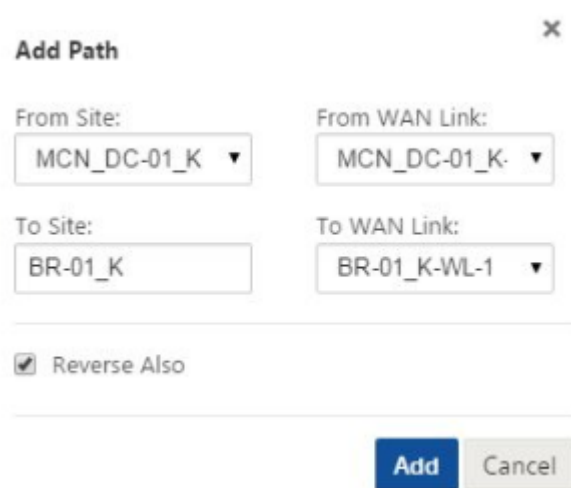 Add Path
From Site: From WAN Link:
MCN_DC-01_K MCN_DC-01_K-
To Site: To WAN Link:
BR-01_K BR-01_K-WL-1
Reverse Also
Add Cancel